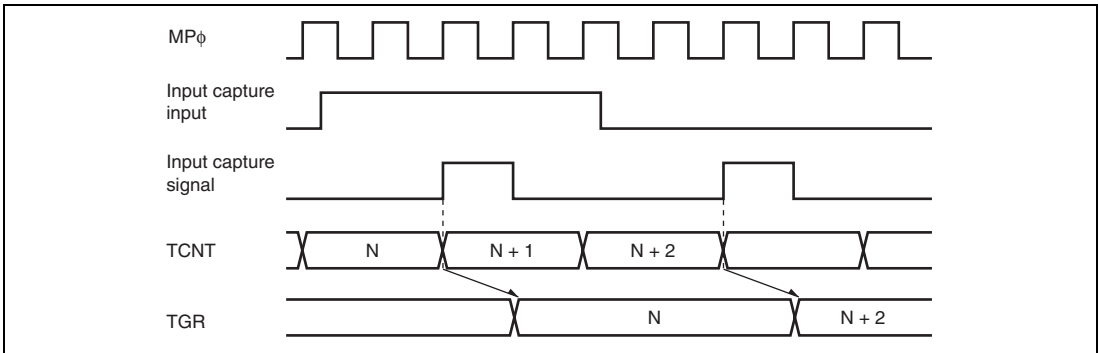 MPϕ
Input capture
input
Input capture
signal
TCNT N N + 1 N + 2
TGR N N + 2